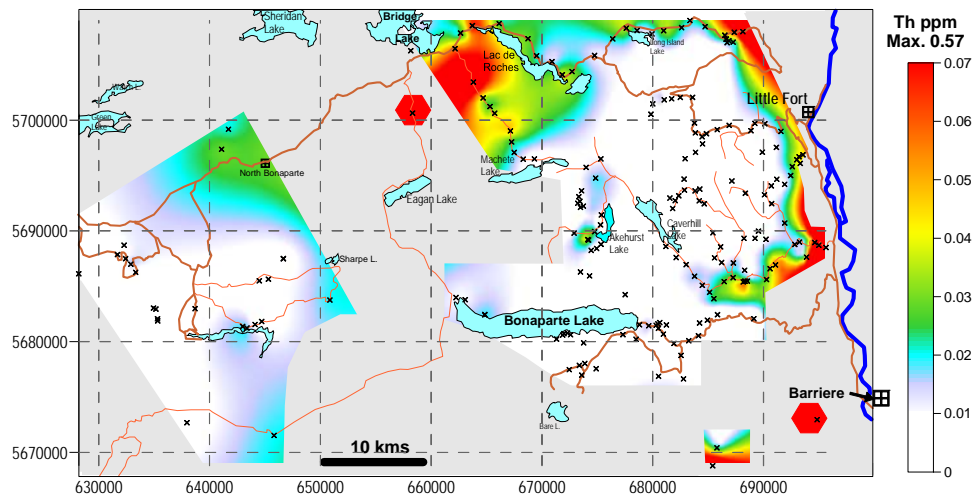 Sheridan
Lake
Bridge
Lake
Th ppm
Max. 0.57
Lac de
Roches
Long Island
Lake
0.07
Little Fort
5700000
Green
Lake
0.06
North Bonaparte
Machete
Lake
0.05
Eagan Lake
5690000
Akehurst
Lake
Caverhill
Lake
0.04
Sharpe L.
0.03
Bonaparte Lake
5680000
0.02
Barriere
0.01
Bare L.
5670000
10 kms
0.00
630000 640000 650000 660000 670000 680000 690000